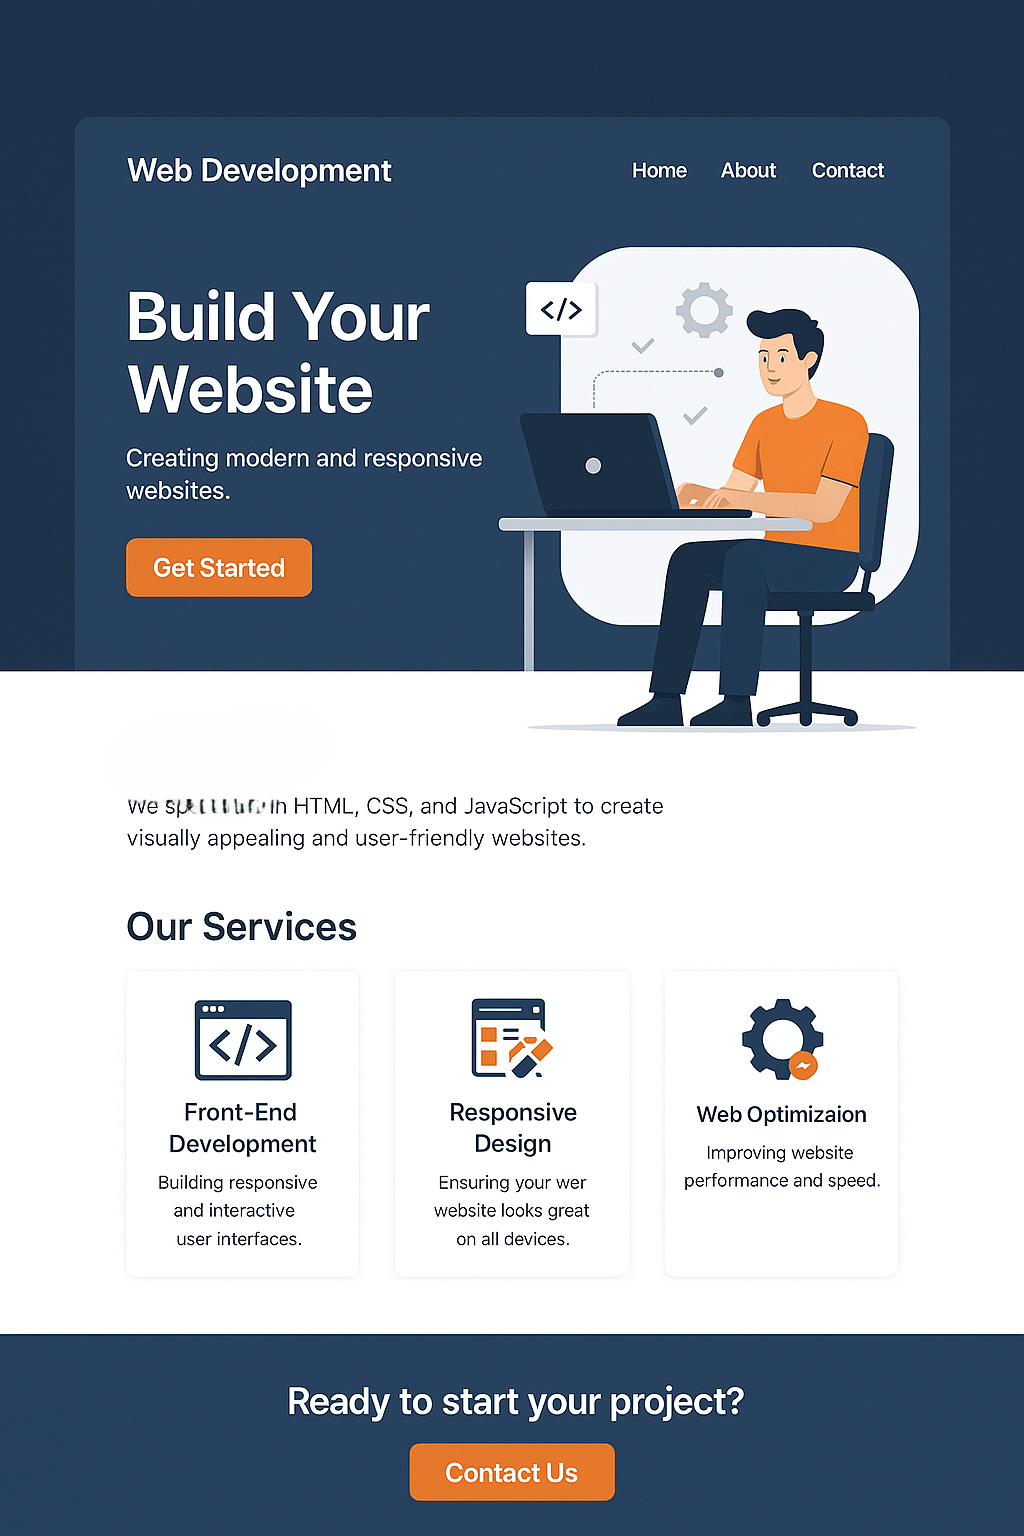 Web Development
Home About Contact
Build Your
Website
Creating modern and responsive
websites.
Get Started
</>
We in HTML, CSS, and JavaScript to create
visually appealing and user-friendly websites.
Our Services
</>
Front-End
Development
Building responsive
and interactive
user interfaces.
Responsive
Design
Ensuring your wer
website looks great
on all devices.
Web Optimizaion
Improving website
performance and speed.
Ready to start your project?
Contact Us